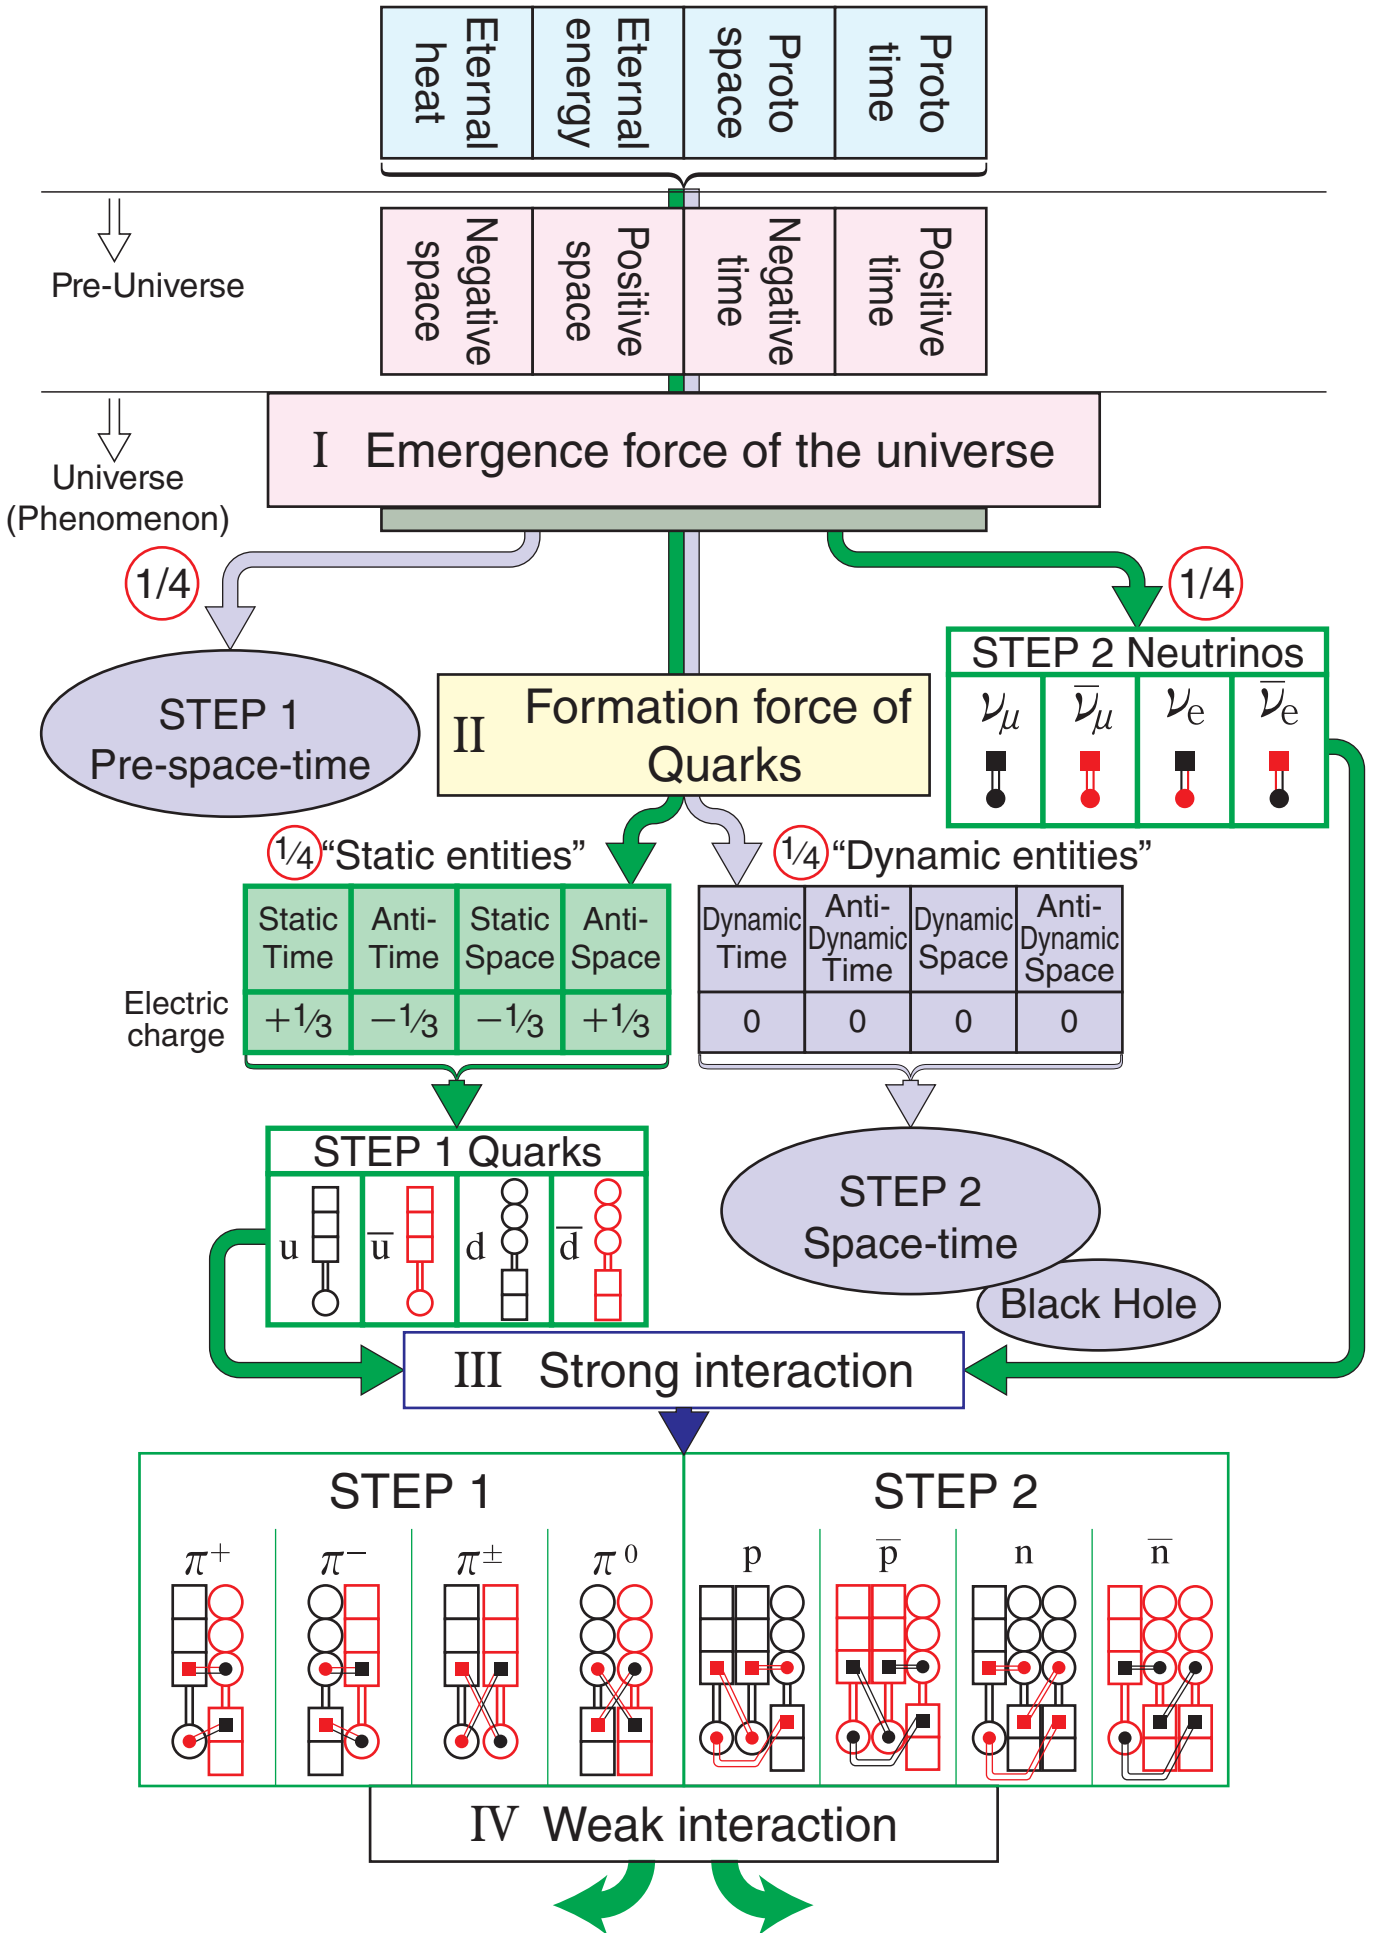 Eternal
heat
Eternal
energy
Proto
space
Proto
time
Pre-Universe
Negative
space
Positive
space
Negative
time
Positive
time
Universe
(Phenomenon)
I Emergence force of the universe
1/4
1/4
STEP 1
Pre-space-time
II Formation force of
Quarks
STEP 2 Neutrinos
νμ ν̅μ νe ν̅e
1/4 “Static entities”
1/4 “Dynamic entities”
Static
Time
Anti-
Time
Static
Space
Anti-
Space
Dynamic
Time
Anti-
Dynamic
Time
Dynamic
Space
Anti-
Dynamic
Space
Electric
charge
+1/3 −1/3 −1/3 +1/3
0 0 0 0
STEP 1 Quarks
u u̅ d d̅
STEP 2
Space-time
Black Hole
III Strong interaction
STEP 1
STEP 2
π+ π− π± π0 p p̅ n n̅
IV Weak interaction